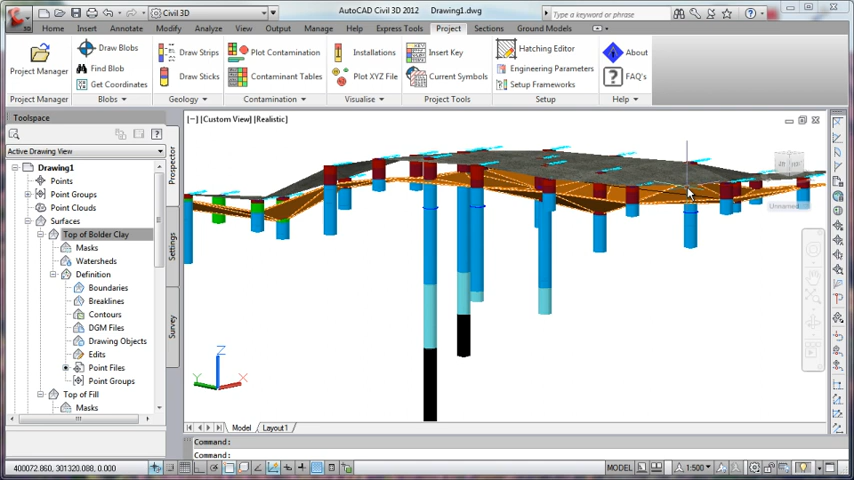 Civil 3D
AutoCAD Civil 3D 2012
Drawing1.dwg
Type a keyword or phrase
Home
Insert
Annotate
Modify
Analyze
View
Output
Manage
Help
Express Tools
Project
Sections
Ground Models
Project Manager
Draw Blobs
Find Blob
Get Coordinates
Draw Strips
Draw Sticks
Plot Contamination
Contaminant Tables
Installations
Plot XYZ File
Insert Key
Current Symbols
Hatching Editor
Engineering Parameters
Setup Frameworks
About
FAQ's
Project Manager
Blobs
Geology
Contamination
Visualise
Project Tools
Setup
Help
Toolspace
Active Drawing View
Drawing1
Points
Point Groups
Point Clouds
Surfaces
Top of Bolder Clay
Masks
Watersheds
Definition
Boundaries
Breaklines
Contours
DGM Files
Drawing Objects
Edits
Point Files
Point Groups
Top of Fill
Masks
Prospector
Settings
Survey
[−] [Custom View] [Realistic]
Unnamed
Z
Y
X
Model
Layout1
Command:
Command:
400072.860, 301320.088, 0.000
MODEL
1:500